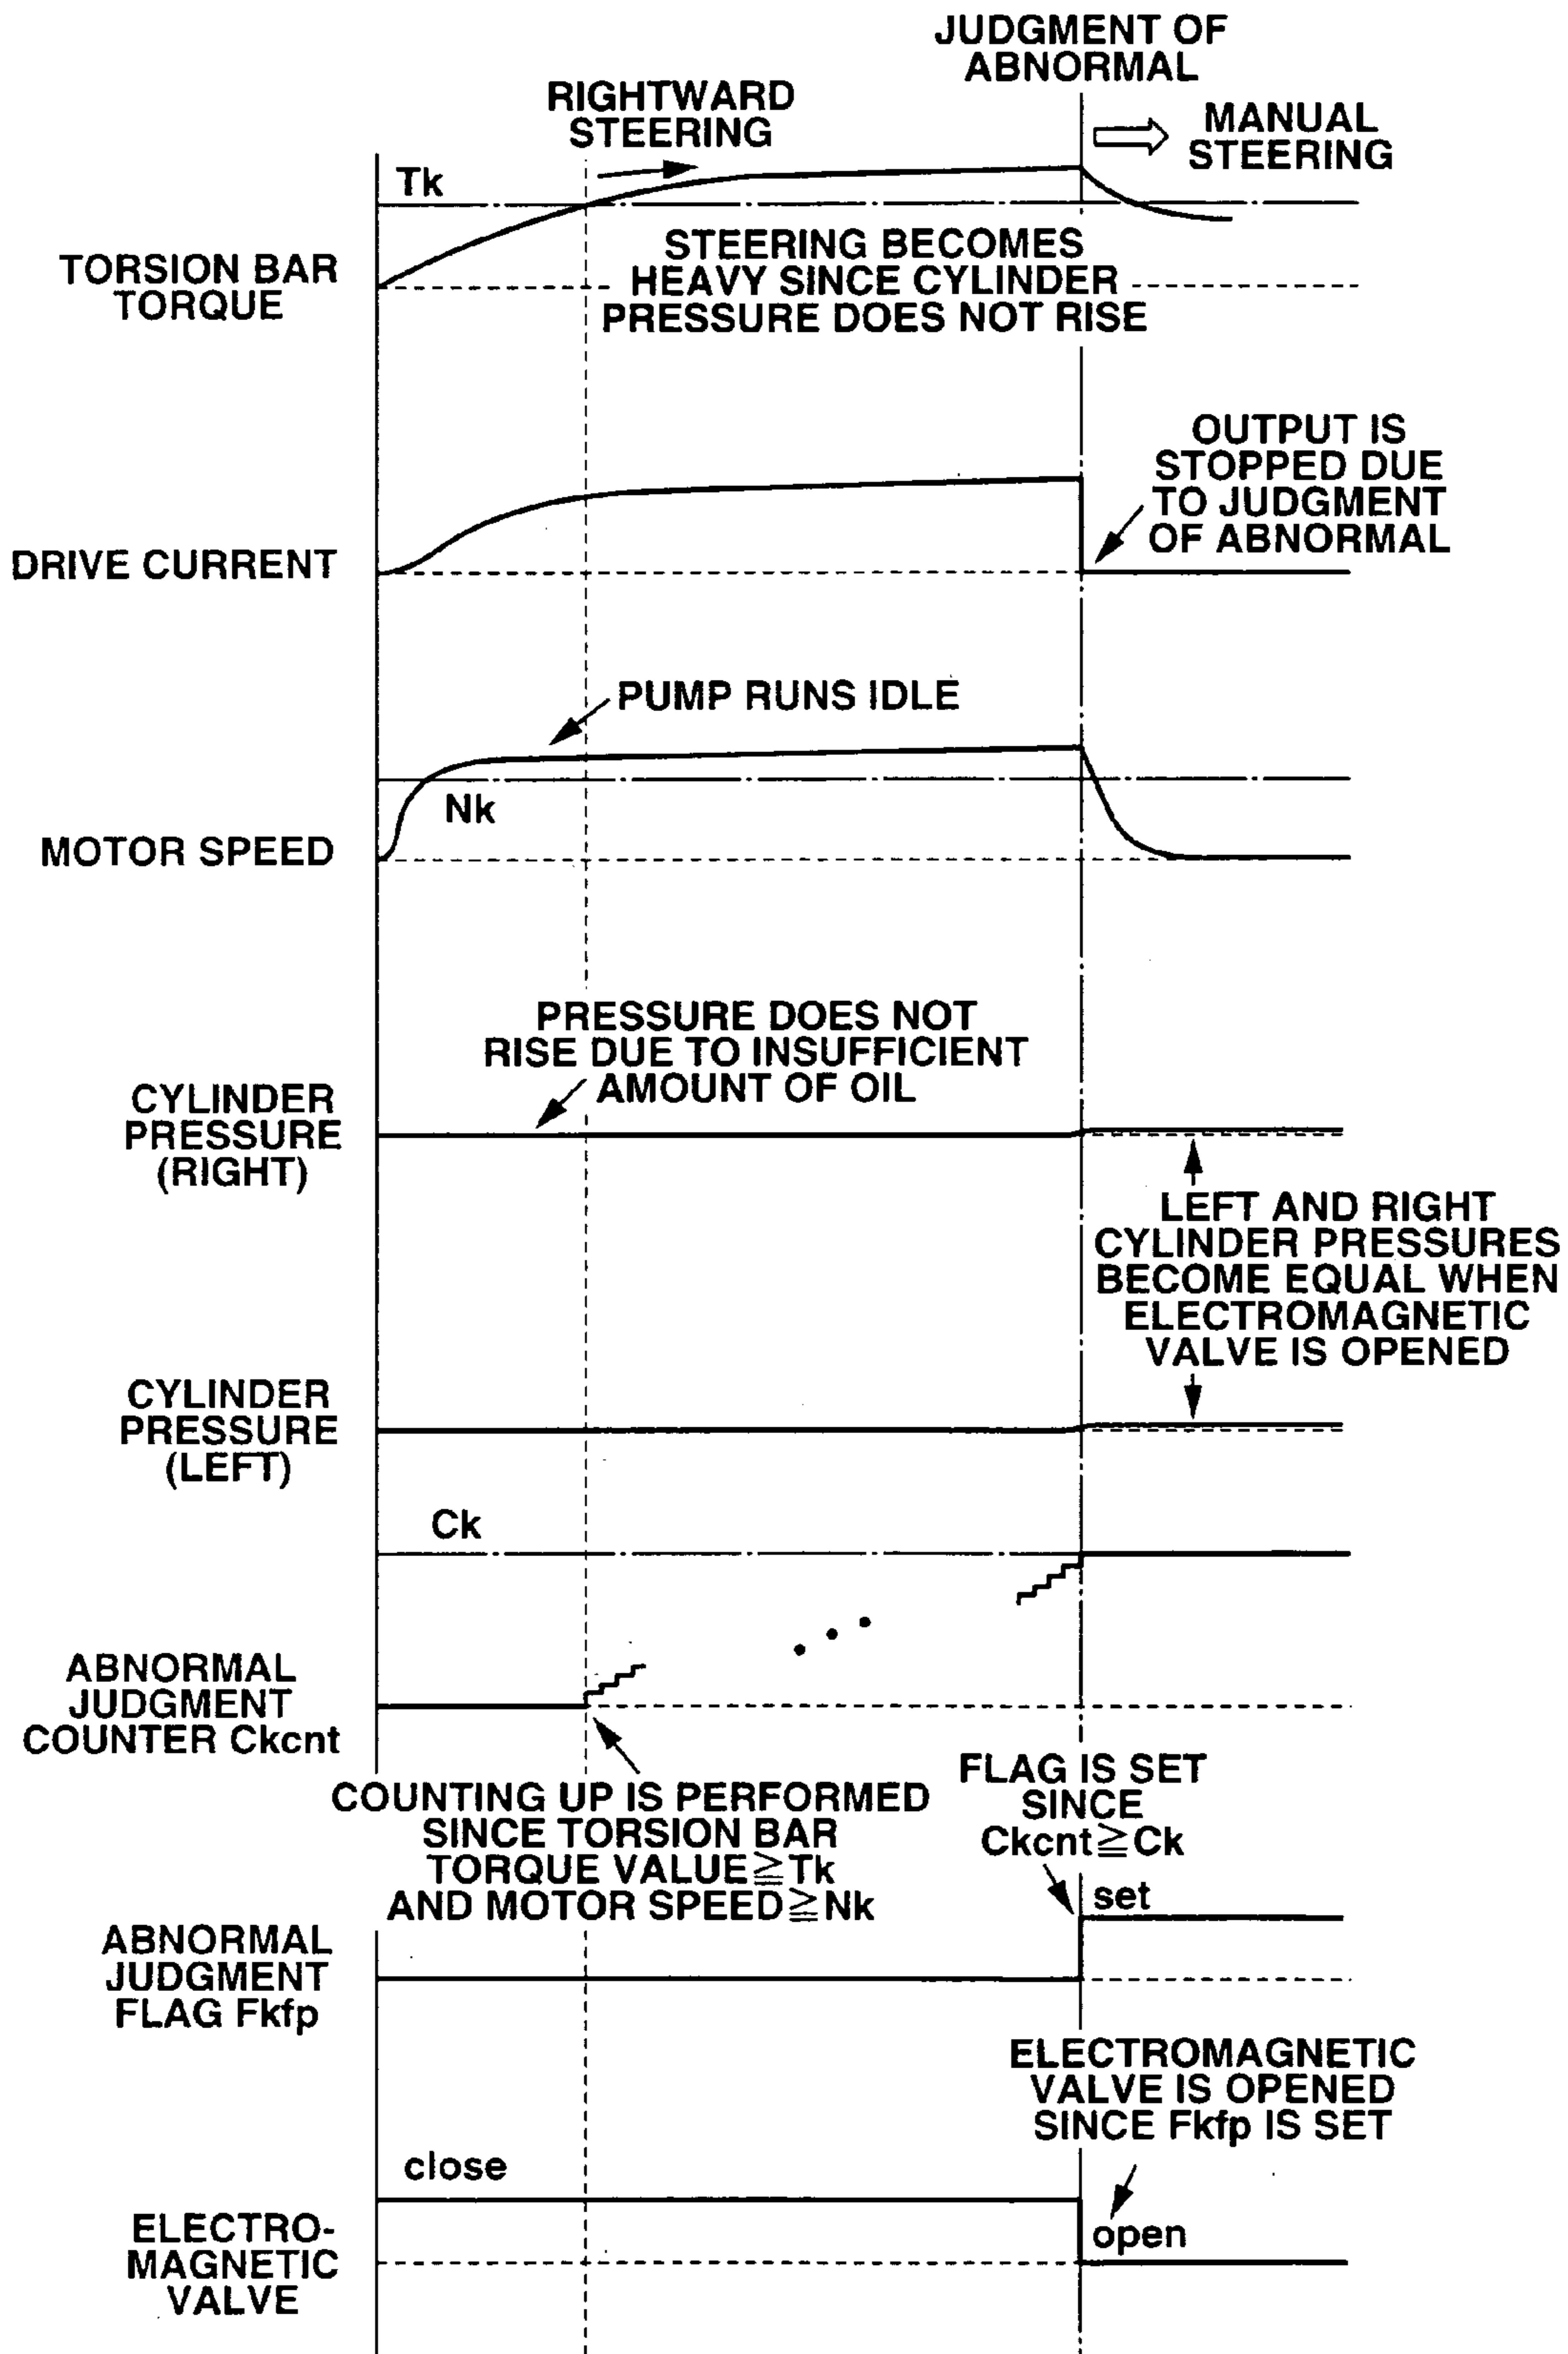 JUDGMENT OF
ABNORMAL
RIGHTWARD
STEERING
MANUAL
STEERING
Tk
TORSION BAR
TORQUE
STEERING BECOMES
HEAVY SINCE CYLINDER
PRESSURE DOES NOT RISE
OUTPUT IS
STOPPED DUE
TO JUDGMENT
OF ABNORMAL
DRIVE CURRENT
PUMP RUNS IDLE
Nk
MOTOR SPEED
PRESSURE DOES NOT
RISE DUE TO INSUFFICIENT
AMOUNT OF OIL
CYLINDER
PRESSURE
(RIGHT)
LEFT AND RIGHT
CYLINDER PRESSURES
BECOME EQUAL WHEN
ELECTROMAGNETIC
VALVE IS OPENED
CYLINDER
PRESSURE
(LEFT)
Ck
ABNORMAL
JUDGMENT
COUNTER Ckcnt
COUNTING UP IS PERFORMED
SINCE TORSION BAR
TORQUE VALUE≧Tk
AND MOTOR SPEED≧Nk
FLAG IS SET
SINCE
Ckcnt≧Ck
set
ABNORMAL
JUDGMENT
FLAG Fkfp
ELECTROMAGNETIC
VALVE IS OPENED
SINCE Fkfp IS SET
close
open
ELECTRO-
MAGNETIC
VALVE